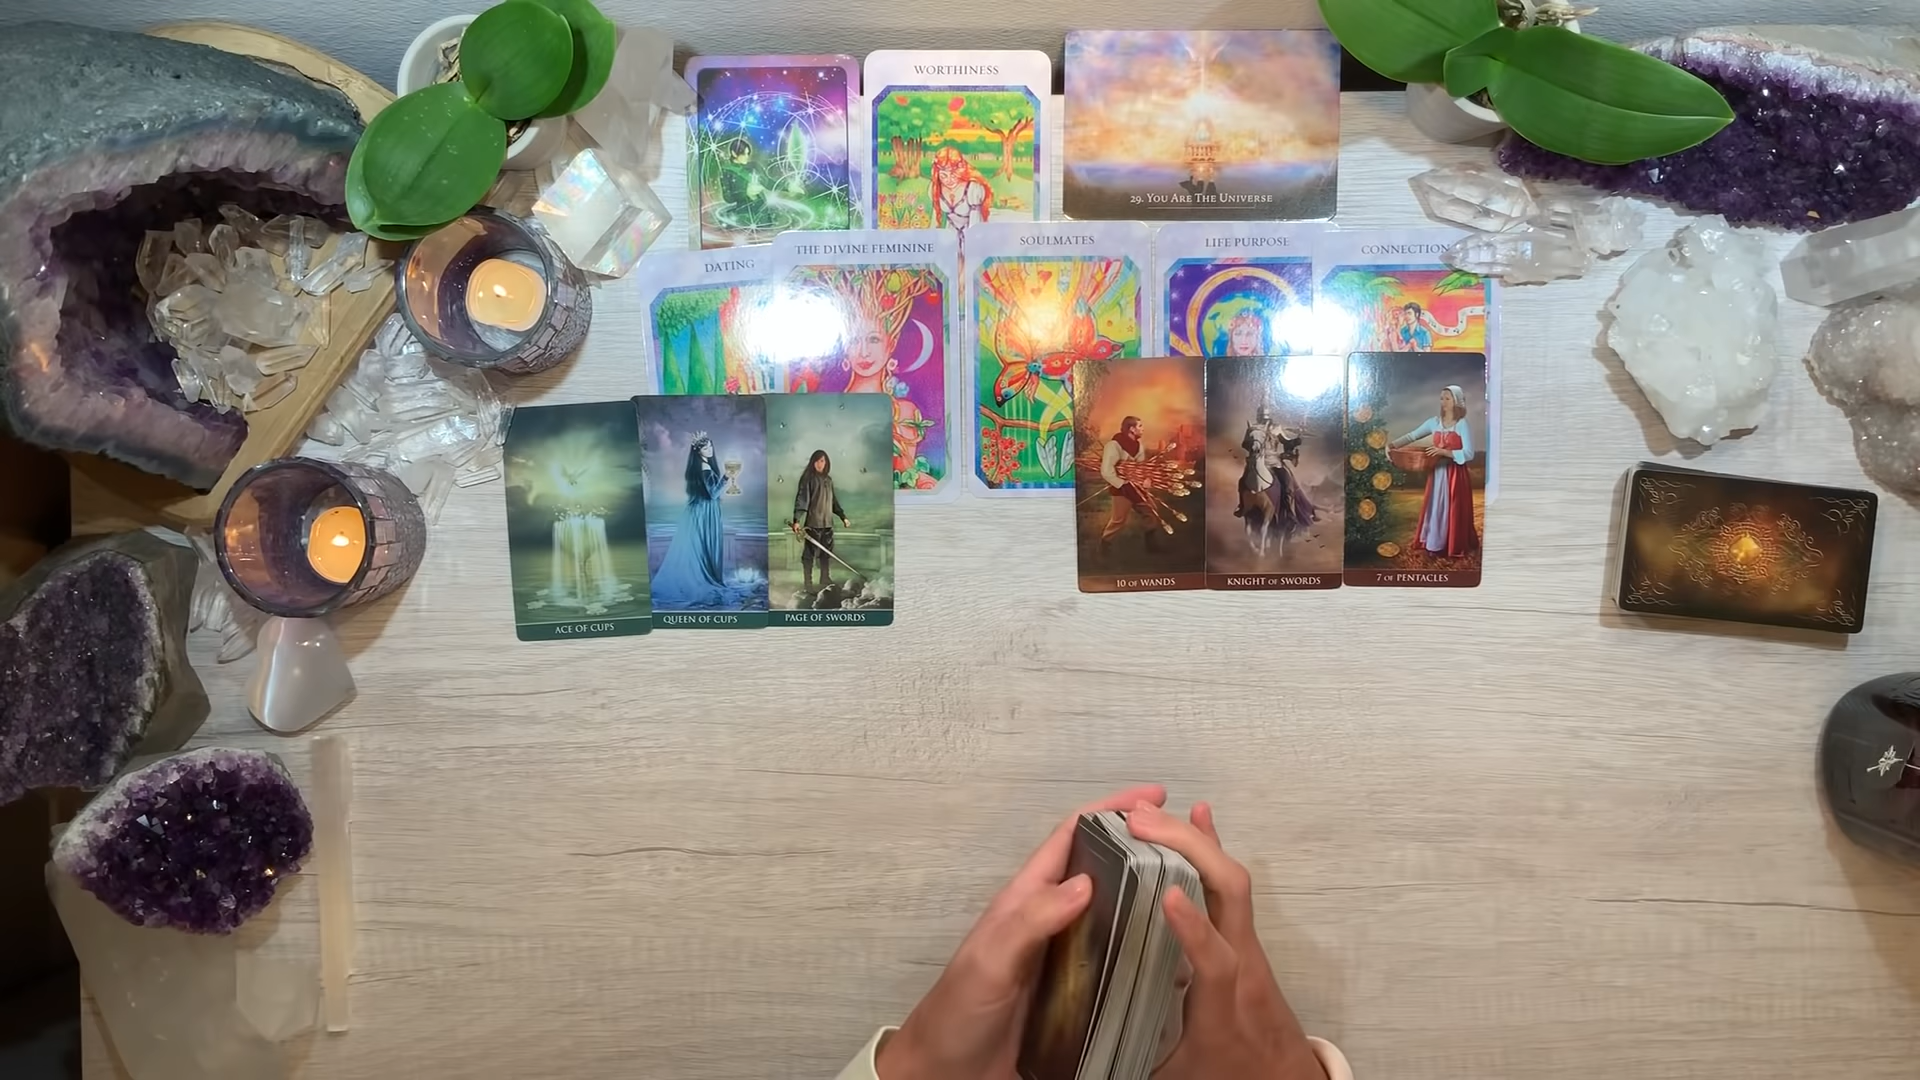 WORTHINESS
29. YOU ARE THE UNIVERSE
DATING
THE DIVINE FEMININE
SOULMATES
LIFE PURPOSE
CONNECTION
ACE OF CUPS
QUEEN OF CUPS
PAGE OF SWORDS
10 OF WANDS
KNIGHT OF SWORDS
7 OF PENTACLES